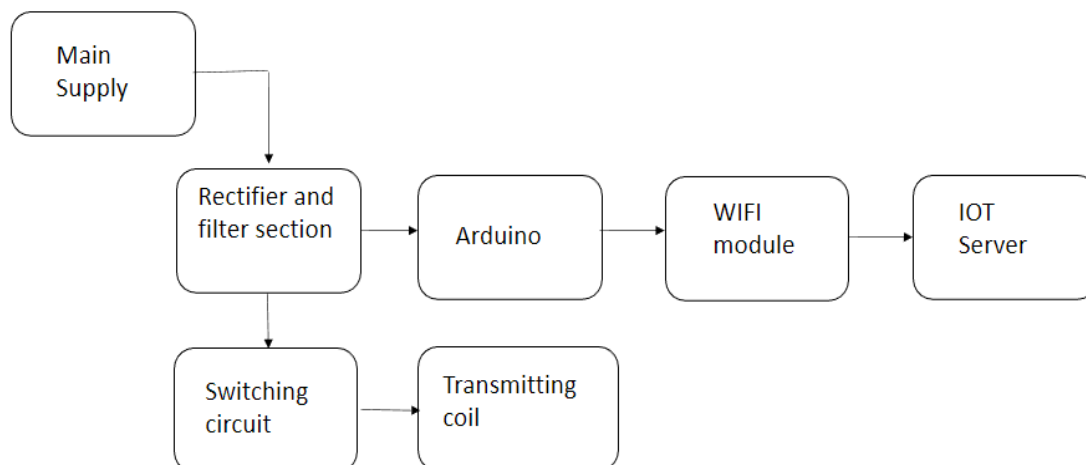 Main
Supply
Rectifier and
filter section
Arduino
WIFI
module
IOT
Server
Switching
circuit
Transmitting
coil